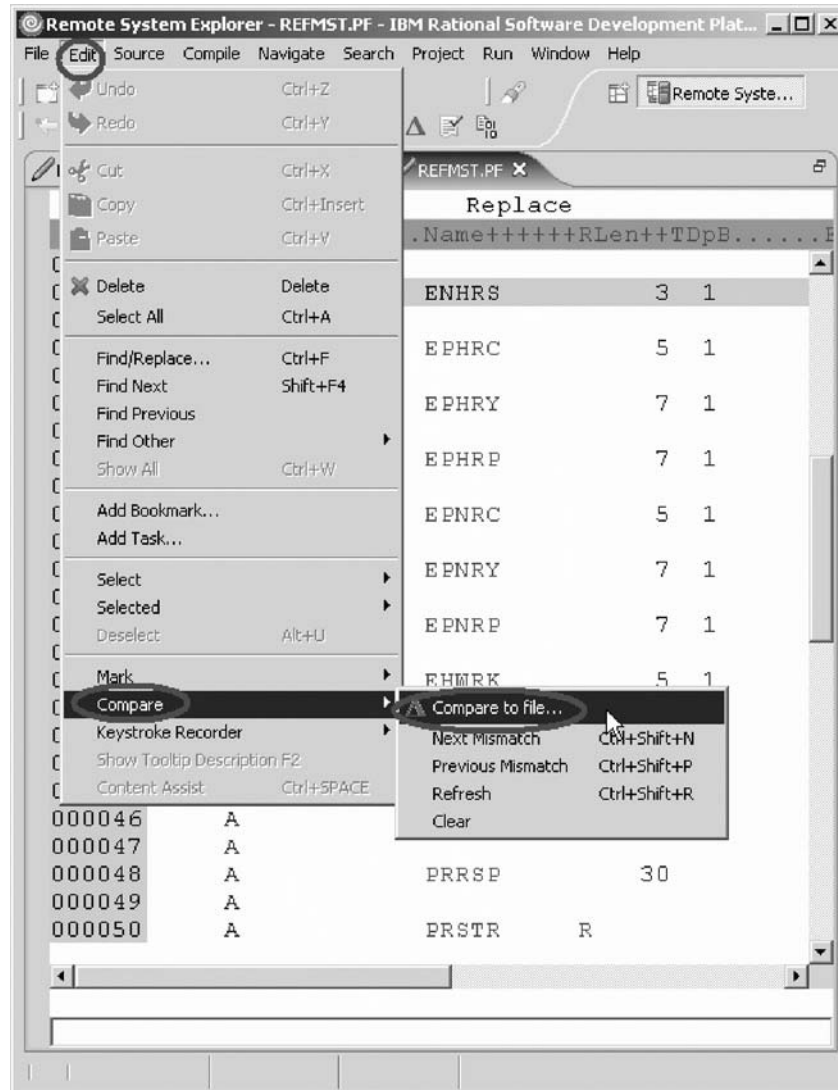 Remote System Explorer - REFMST.PF - IBM Rational Software Development Plat...
File Edit Source Compile Navigate Search Project Run Window Help
Undo Ctrl+Z
Remote Syste...
Redo Ctrl+Y
Cut Ctrl+X
REFMST.PF
Copy Ctrl+Insert
Replace
Paste Ctrl+V
.Name++++++RLen++TDpB......F
Delete Delete
ENHRS 3 1
Select All Ctrl+A
EPHRC 5 1
Find/Replace... Ctrl+F
Find Next Shift+F4
EPHRY 7 1
Find Previous
Find Other
EPHRP 7 1
Show All Ctrl+W
Add Bookmark...
EPNRC 5 1
Add Task...
EPNRY 7 1
Select
Selected
EPNRP 7 1
Deselect Alt+U
Mark
EHWRK 5 1
Compare
Compare to file...
Keystroke Recorder
Next Mismatch Ctrl+Shift+N
Show Tooltip Description F2
Previous Mismatch Ctrl+Shift+P
Content Assist Ctrl+SPACE
Refresh Ctrl+Shift+R
Clear
000046 A
000047 A
000048 A PRRSP 30
000049 A
000050 A PRSTR R